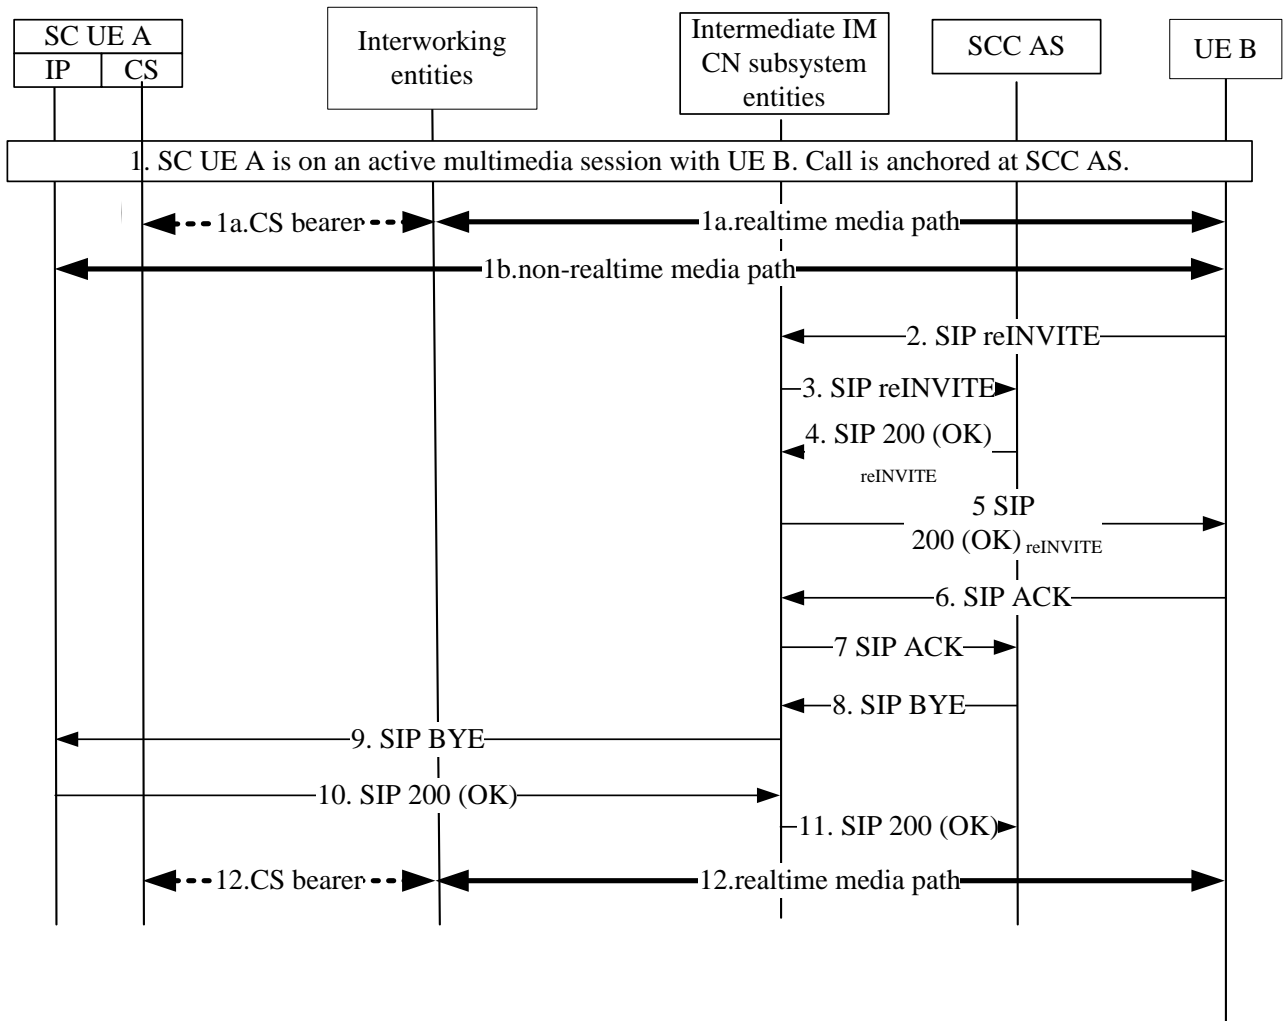 SC UE A
IP
CS
Interworking
entities
Intermediate IM
CN subsystem
entities
SCC AS
UE B
1. SC UE A is on an active multimedia session with UE B. Call is anchored at SCC AS.
1a.CS bearer
1a.realtime media path
1b.non-realtime media path
2. SIP reINVITE
3. SIP reINVITE
4. SIP 200 (OK)
reINVITE
5 SIP
200 (OK) reINVITE
6. SIP ACK
7 SIP ACK
8. SIP BYE
9. SIP BYE
10. SIP 200 (OK)
11. SIP 200 (OK)
12.CS bearer
12.realtime media path